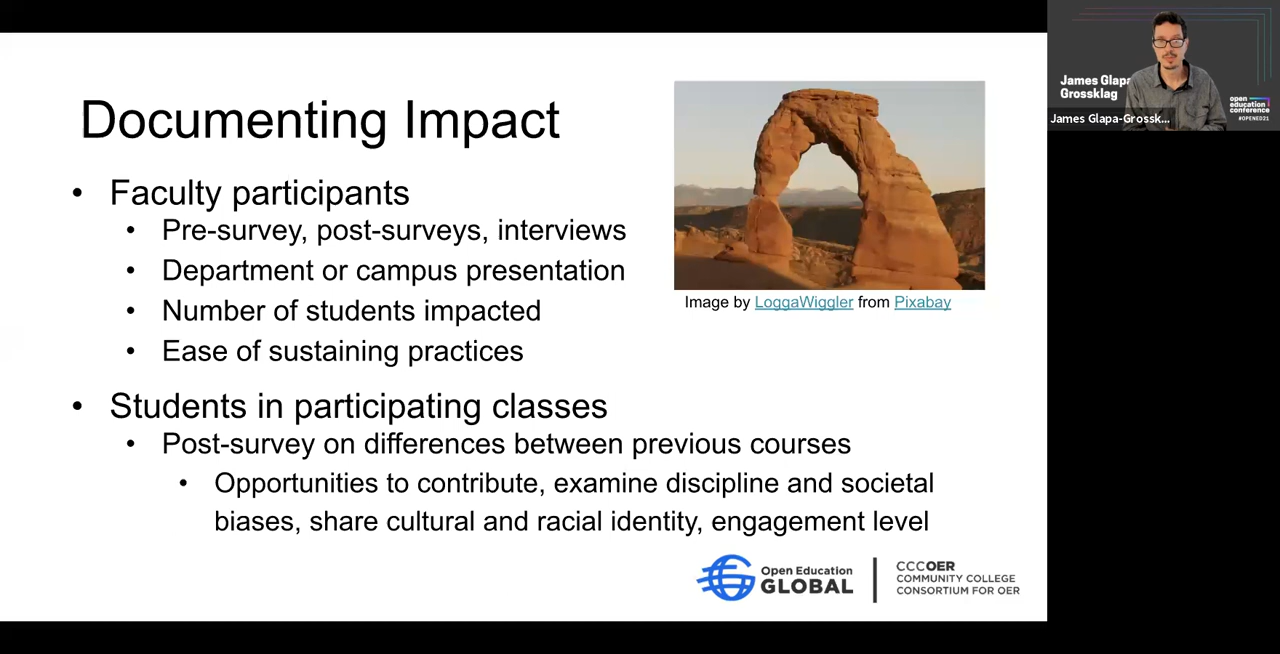 Documenting Impact
• Faculty participants
• Pre-survey, post-surveys, interviews
• Department or campus presentation
• Number of students impacted
• Ease of sustaining practices
• Students in participating classes
• Post-survey on differences between previous courses
• Opportunities to contribute, examine discipline and societal
biases, share cultural and racial identity, engagement level
Image by LoggaWiggler from Pixabay
Open Education
GLOBAL
CCCOER
COMMUNITY COLLEGE
CONSORTIUM FOR OER
James Glapa
Grossklag
James Glapa-Grossk...
open
education
conference
#OPENED21